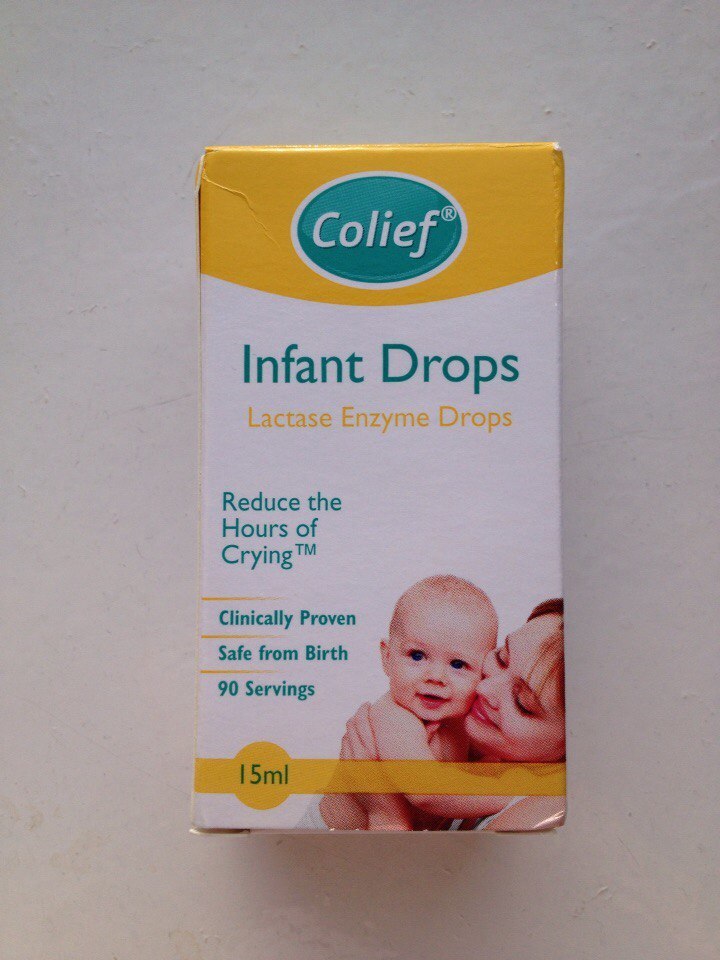 Colief®
Infant Drops
Lactase Enzyme Drops
Reduce the
Hours of
Crying™
Clinically Proven
Safe from Birth
90 Servings
15ml